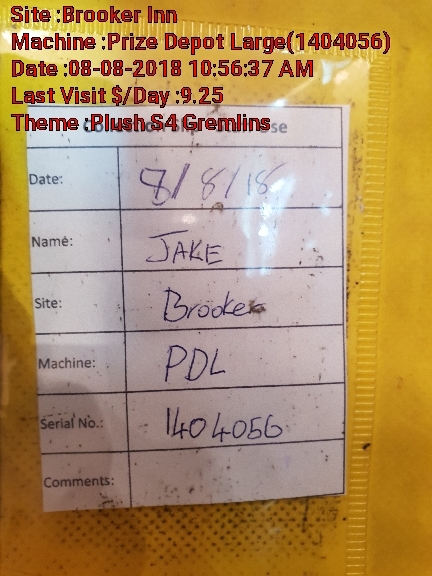 Site :Brooker Inn
Machine :Prize Depot Large(1404056)
Date :08-08-2018 10:56:37 AM
Last Visit $/Day :9.25
Theme :Plush S4 Gremlins
Date: 8/8/18
Name: JAKE
Site: Brooker
Machine: PDL
Serial No.: 1404056
Comments: